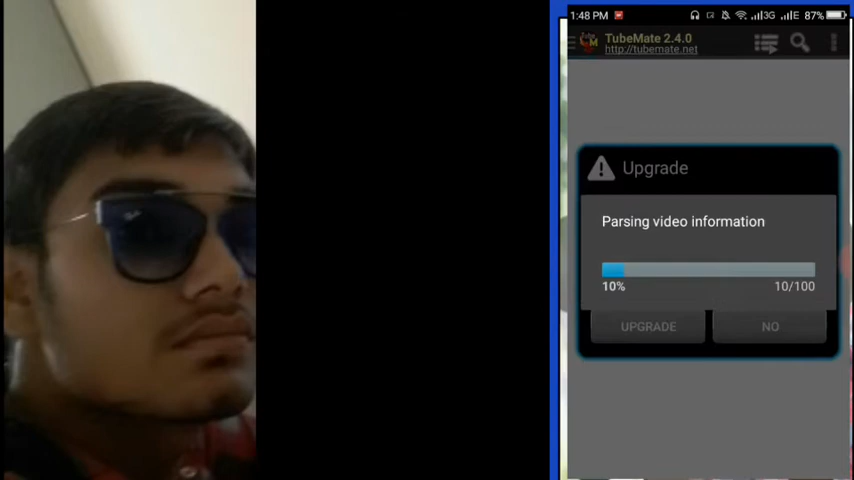 1:48 PM
3G
E
87%
TubeMate 2.4.0
http://tubemate.net
Upgrade
Parsing video information
10%
10/100
UPGRADE
NO